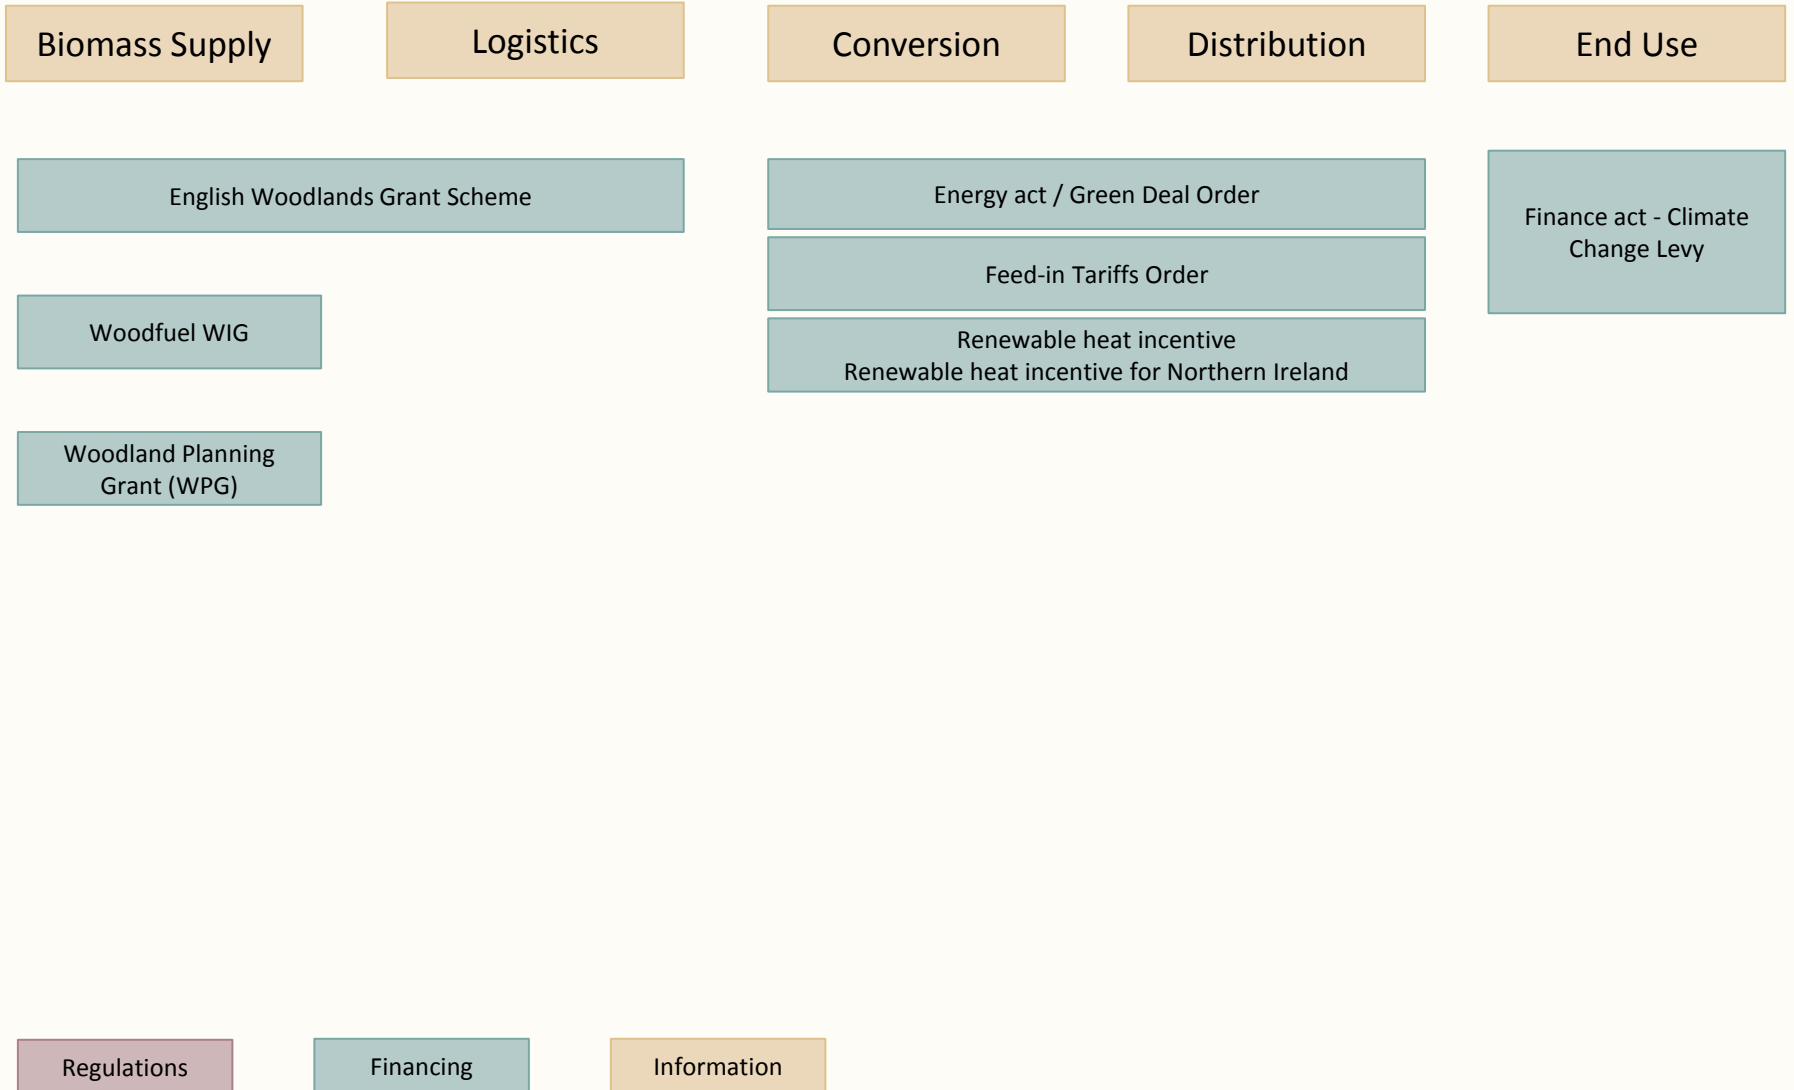 Biomass Supply
Logistics
Conversion
Distribution
End Use
English Woodlands Grant Scheme
Energy act / Green Deal Order
Finance act - Climate
Change Levy
Feed-in Tariffs Order
Woodfuel WIG
Renewable heat incentive
Renewable heat incentive for Northern Ireland
Woodland Planning
Grant (WPG)
Regulations
Financing
Information